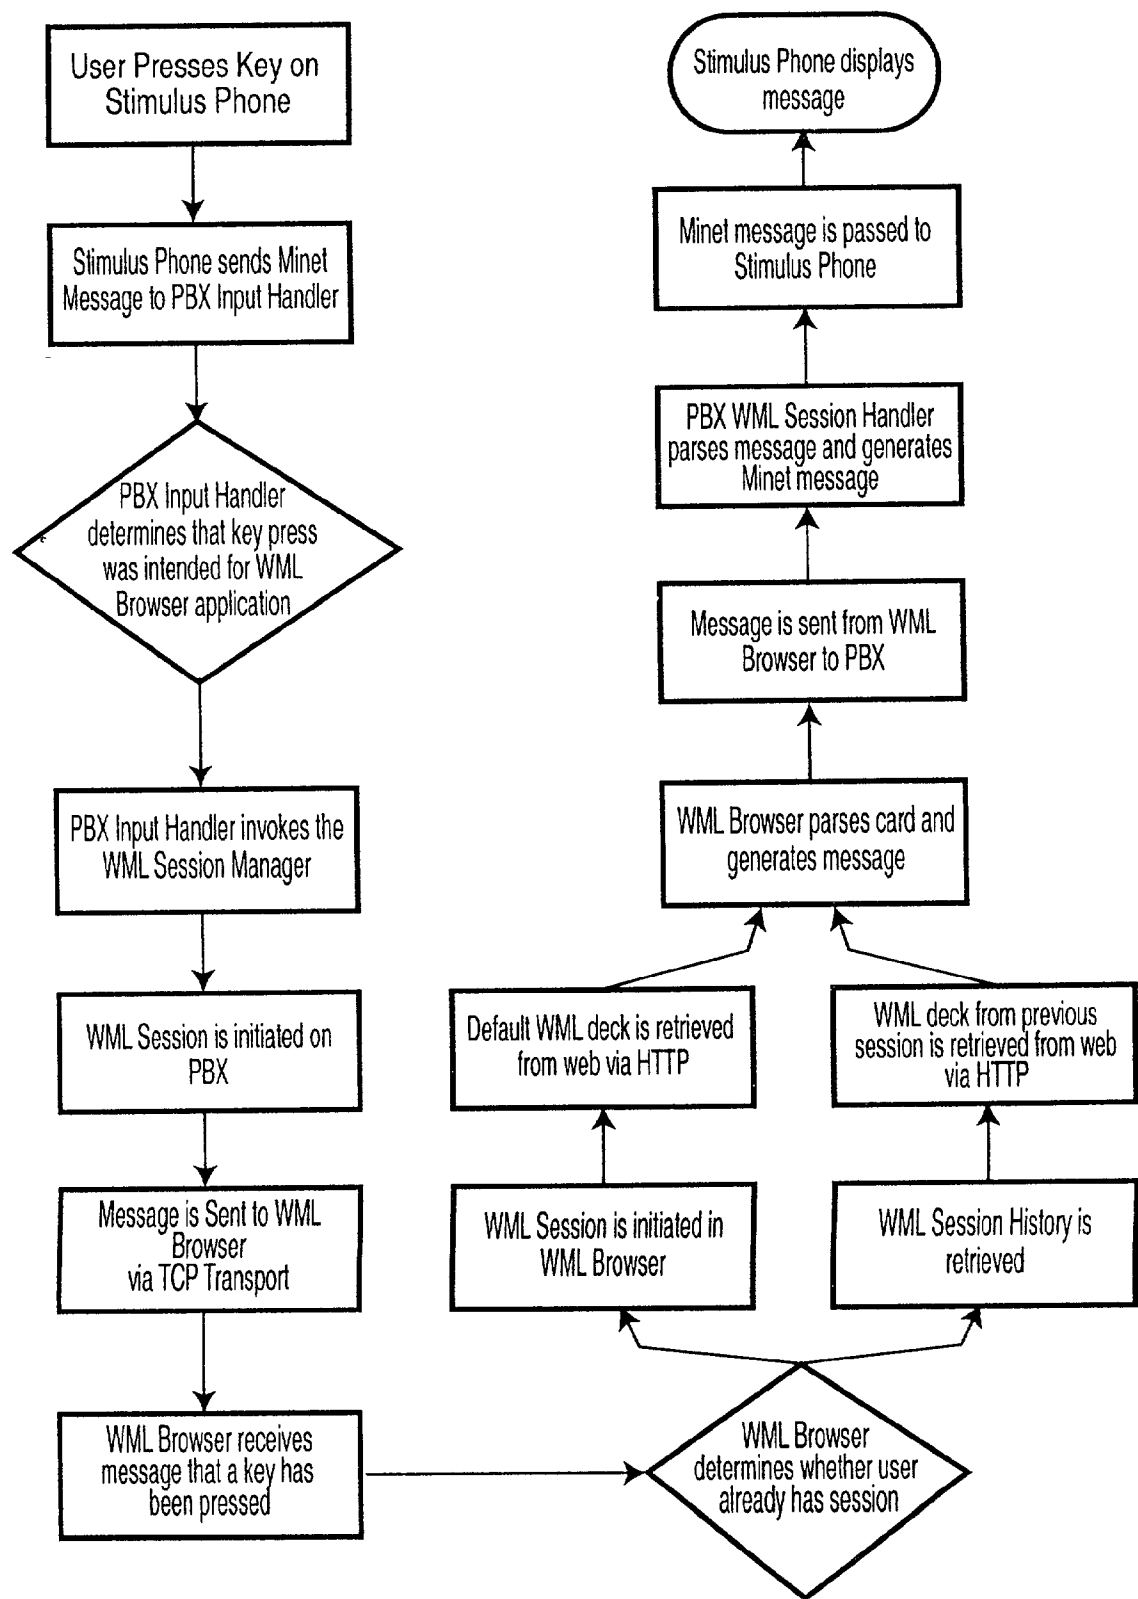 User Presses Key on
Stimulus Phone
Stimulus Phone sends Minet
Message to PBX Input Handler
PBX Input Handler
determines that key press
was intended for WML
Browser application
PBX Input Handler invokes the
WML Session Manager
WML Session is initiated on
PBX
Message is Sent to WML
Browser
via TCP Transport
WML Browser receives
message that a key has
been pressed
WML Browser
determines whether user
already has session
WML Session is initiated in
WML Browser
WML Session History is
retrieved
Default WML deck is retrieved
from web via HTTP
WML deck from previous
session is retrieved from web
via HTTP
WML Browser parses card and
generates message
Message is sent from WML
Browser to PBX
PBX WML Session Handler
parses message and generates
Minet message
Minet message is passed to
Stimulus Phone
Stimulus Phone displays
message